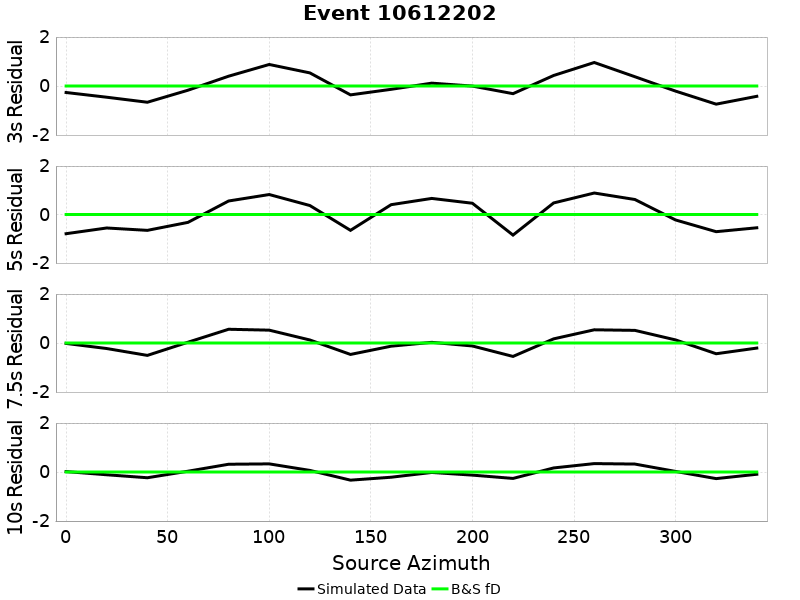 Event 10612202
3s Residual
2
0
-2
5s Residual
2
0
-2
7.5s Residual
2
0
-2
10s Residual
2
0
-2
0 50 100 150 200 250 300
Source Azimuth
Simulated Data B&S fD